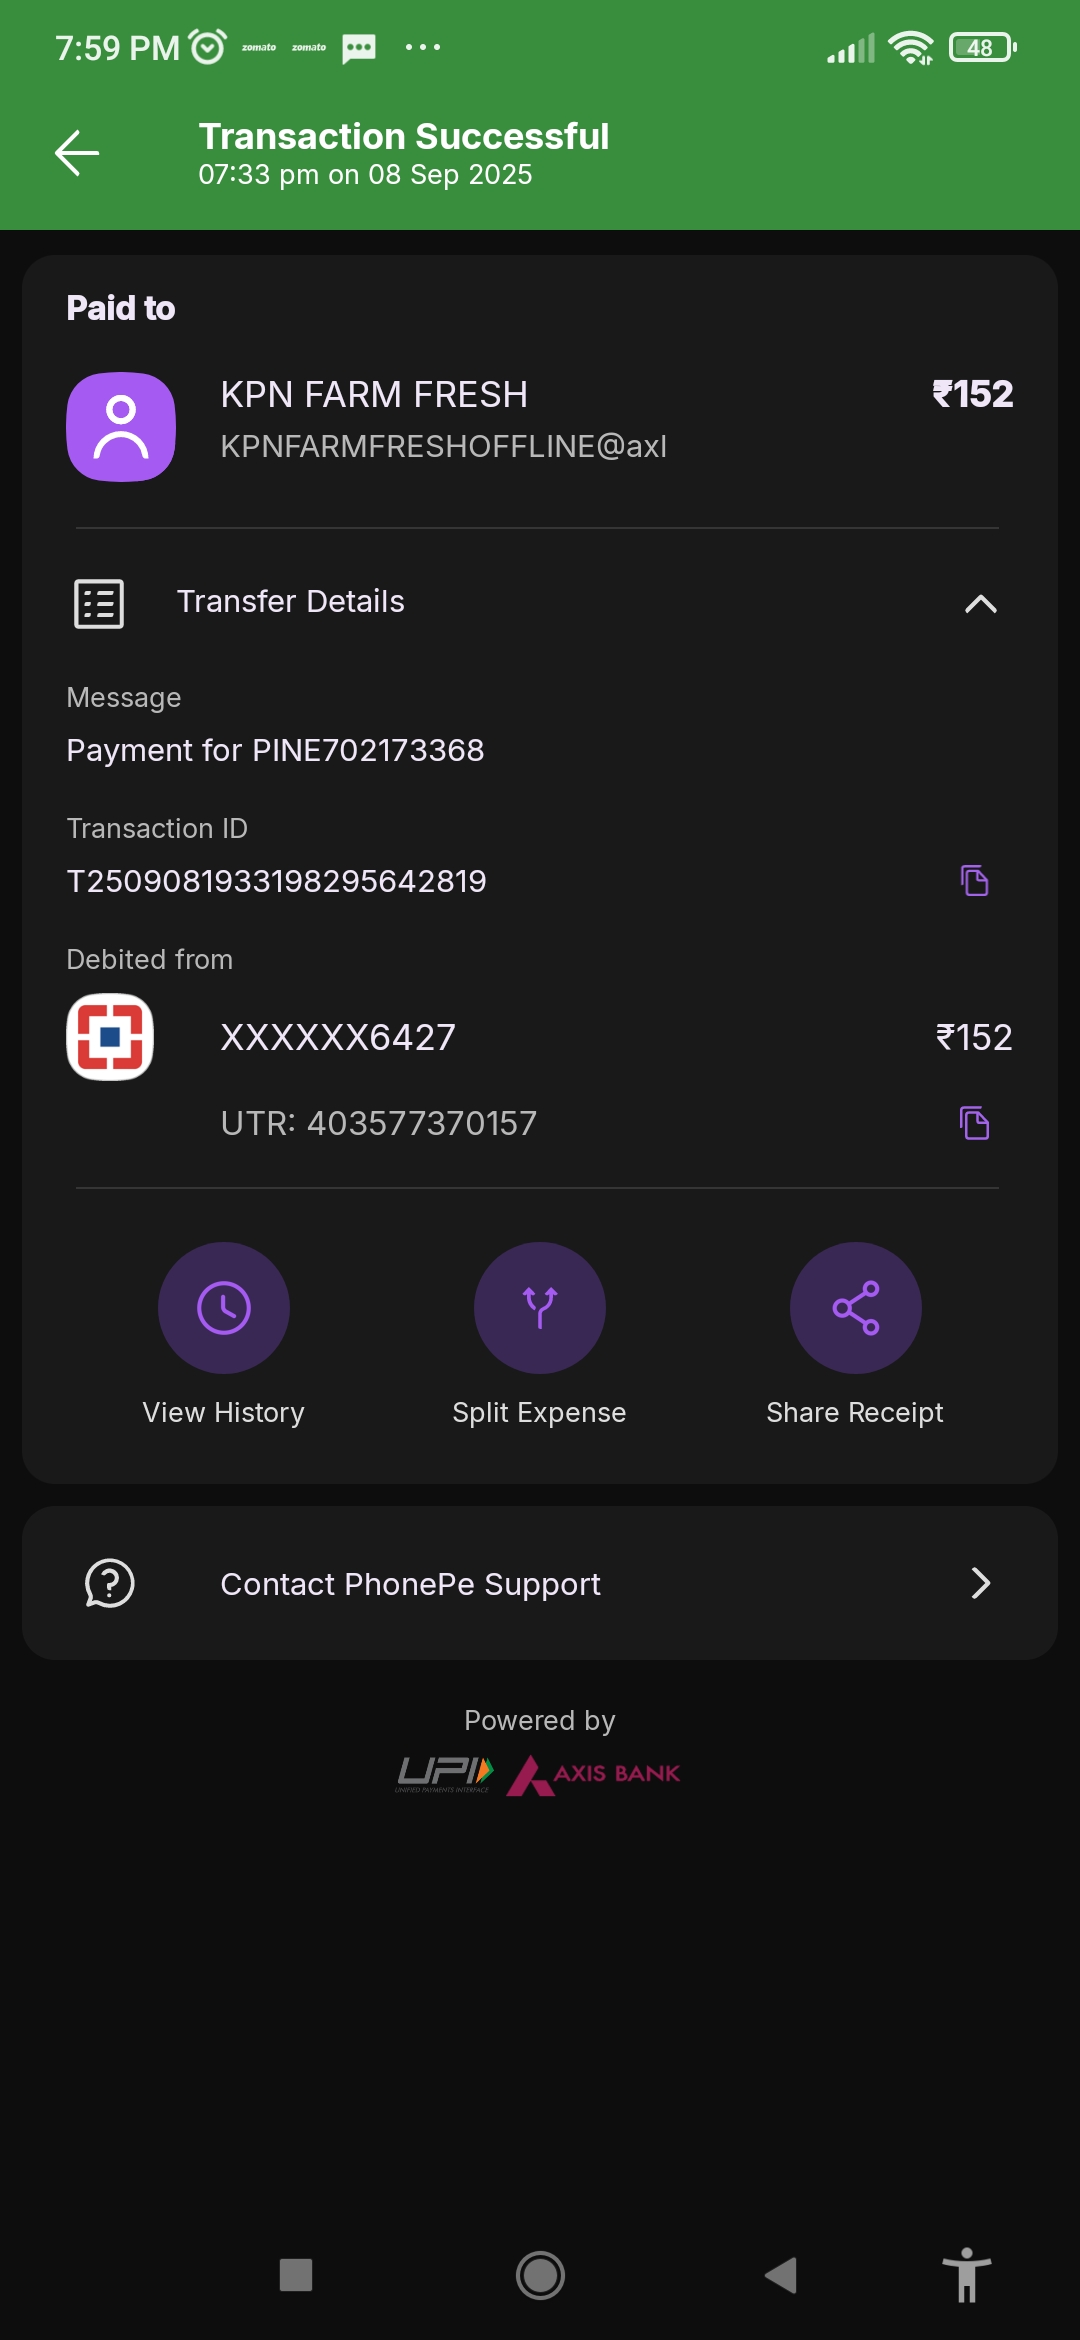 7:59 PM zomato zomato 48
Transaction Successful
07:33 pm on 08 Sep 2025
Paid to
KPN FARM FRESH ₹152
KPNFARMFRESHOFFLINE@axl
Transfer Details
Message
Payment for PINE702173368
Transaction ID
T2509081933198295642819
Debited from
XXXXXX6427 ₹152
UTR: 403577370157
View History Split Expense Share Receipt
Contact PhonePe Support
Powered by
UPI AXIS BANK
UNIFIED PAYMENTS INTERFACE